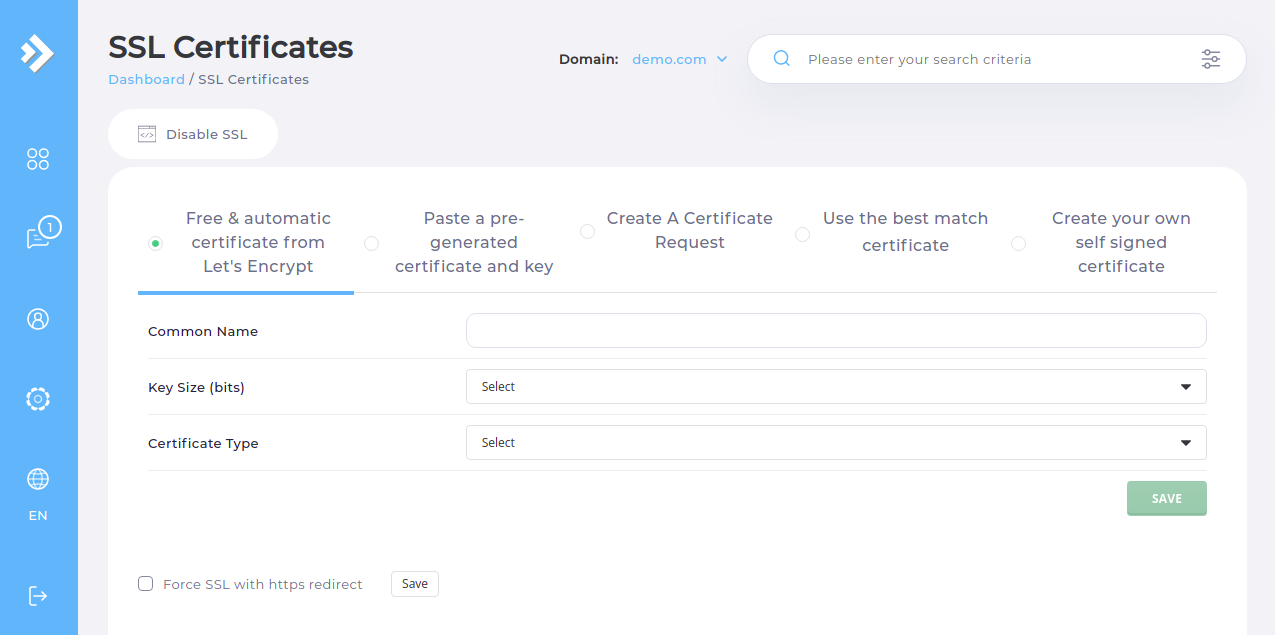 SSL Certificates
Dashboard / SSL Certificates
Domain: demo.com
Please enter your search criteria
Disable SSL
1
EN
Free & automatic
certificate from
Let's Encrypt
Paste a pre-
generated
certificate and key
Create A Certificate
Request
Use the best match
certificate
Create your own
self signed
certificate
Common Name
Key Size (bits)
Select
Certificate Type
Select
SAVE
Force SSL with https redirect
Save